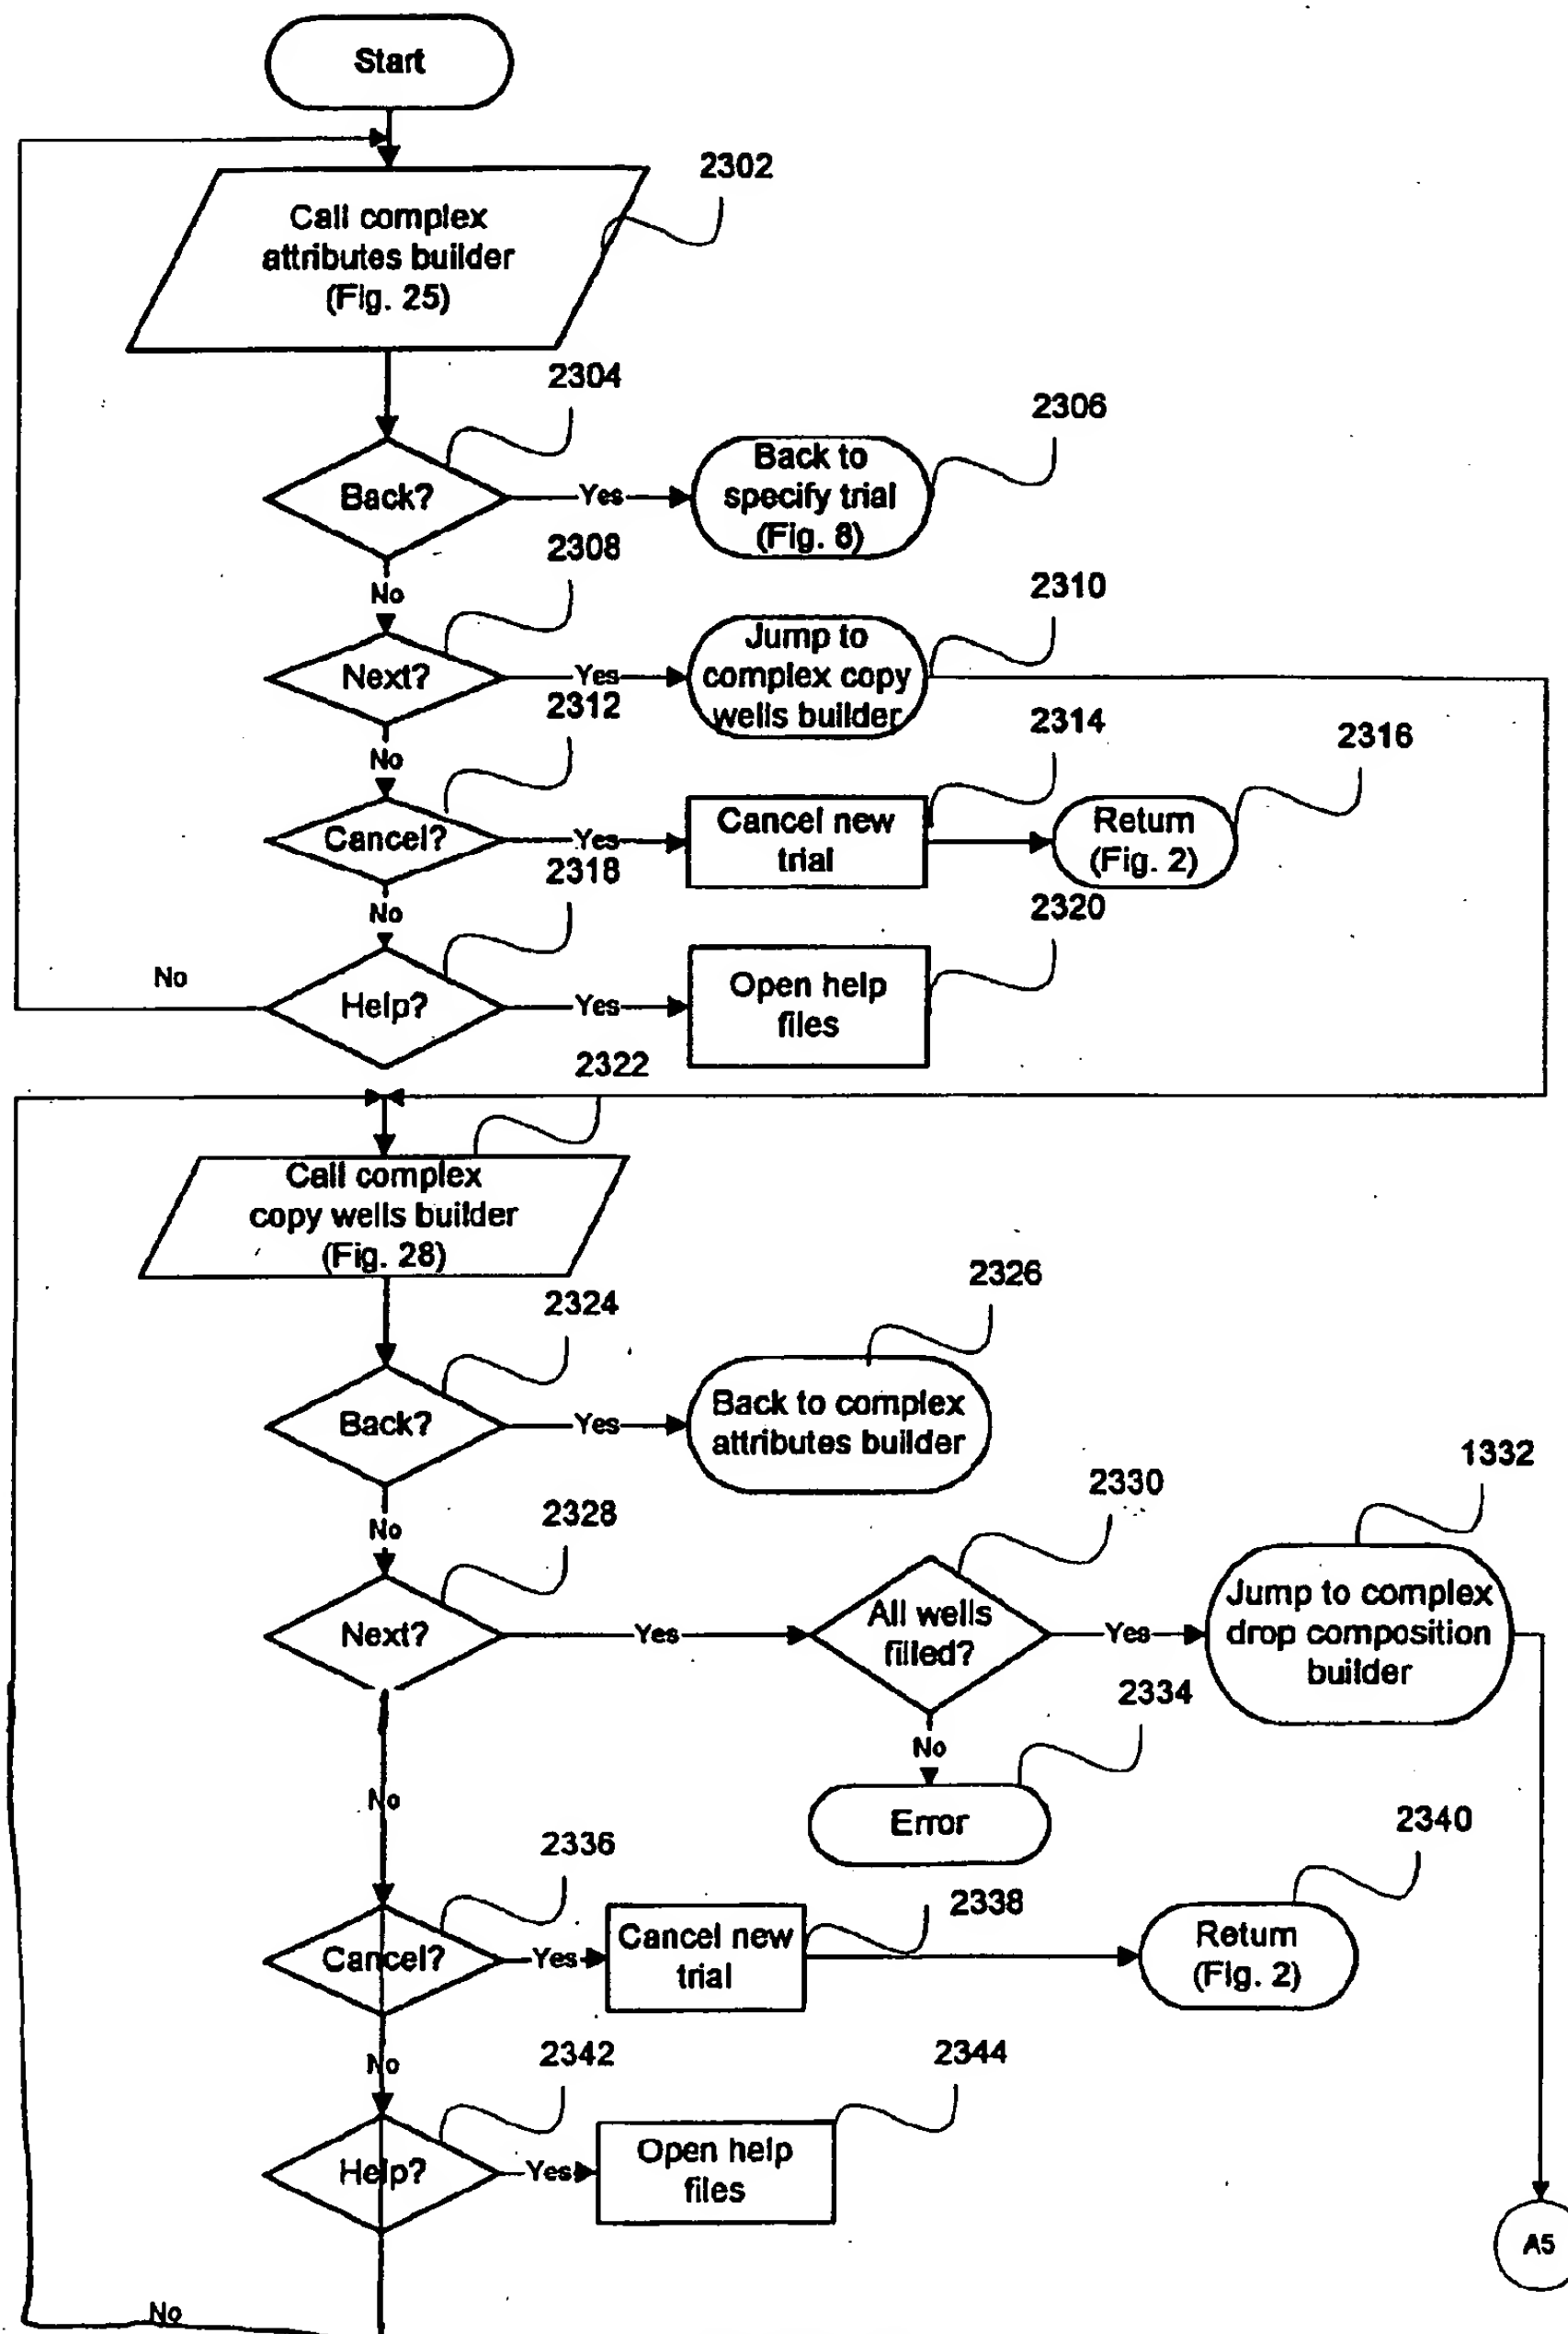 Start
2302
Call complex
attributes builder
(Fig. 25)
2304
2306
Back?
Yes
Back to
specify trial
(Fig. 8)
No
2308
2310
Next?
Yes
Jump to
complex copy
wells builder
No
2312
2314
2316
Cancel?
Yes
Cancel new
trial
Return
(Fig. 2)
No
2318
2320
No
Help?
Yes
Open help
files
2322
Call complex
copy wells builder
(Fig. 28)
2324
2326
Back?
Yes
Back to complex
attributes builder
No
2328
2330
1332
Next?
Yes
All wells
filled?
Yes
Jump to complex
drop composition
builder
No
2334
Error
No
2336
2338
2340
Cancel?
Yes
Cancel new
trial
Return
(Fig. 2)
No
2342
2344
Help?
Yes
Open help
files
A5
No